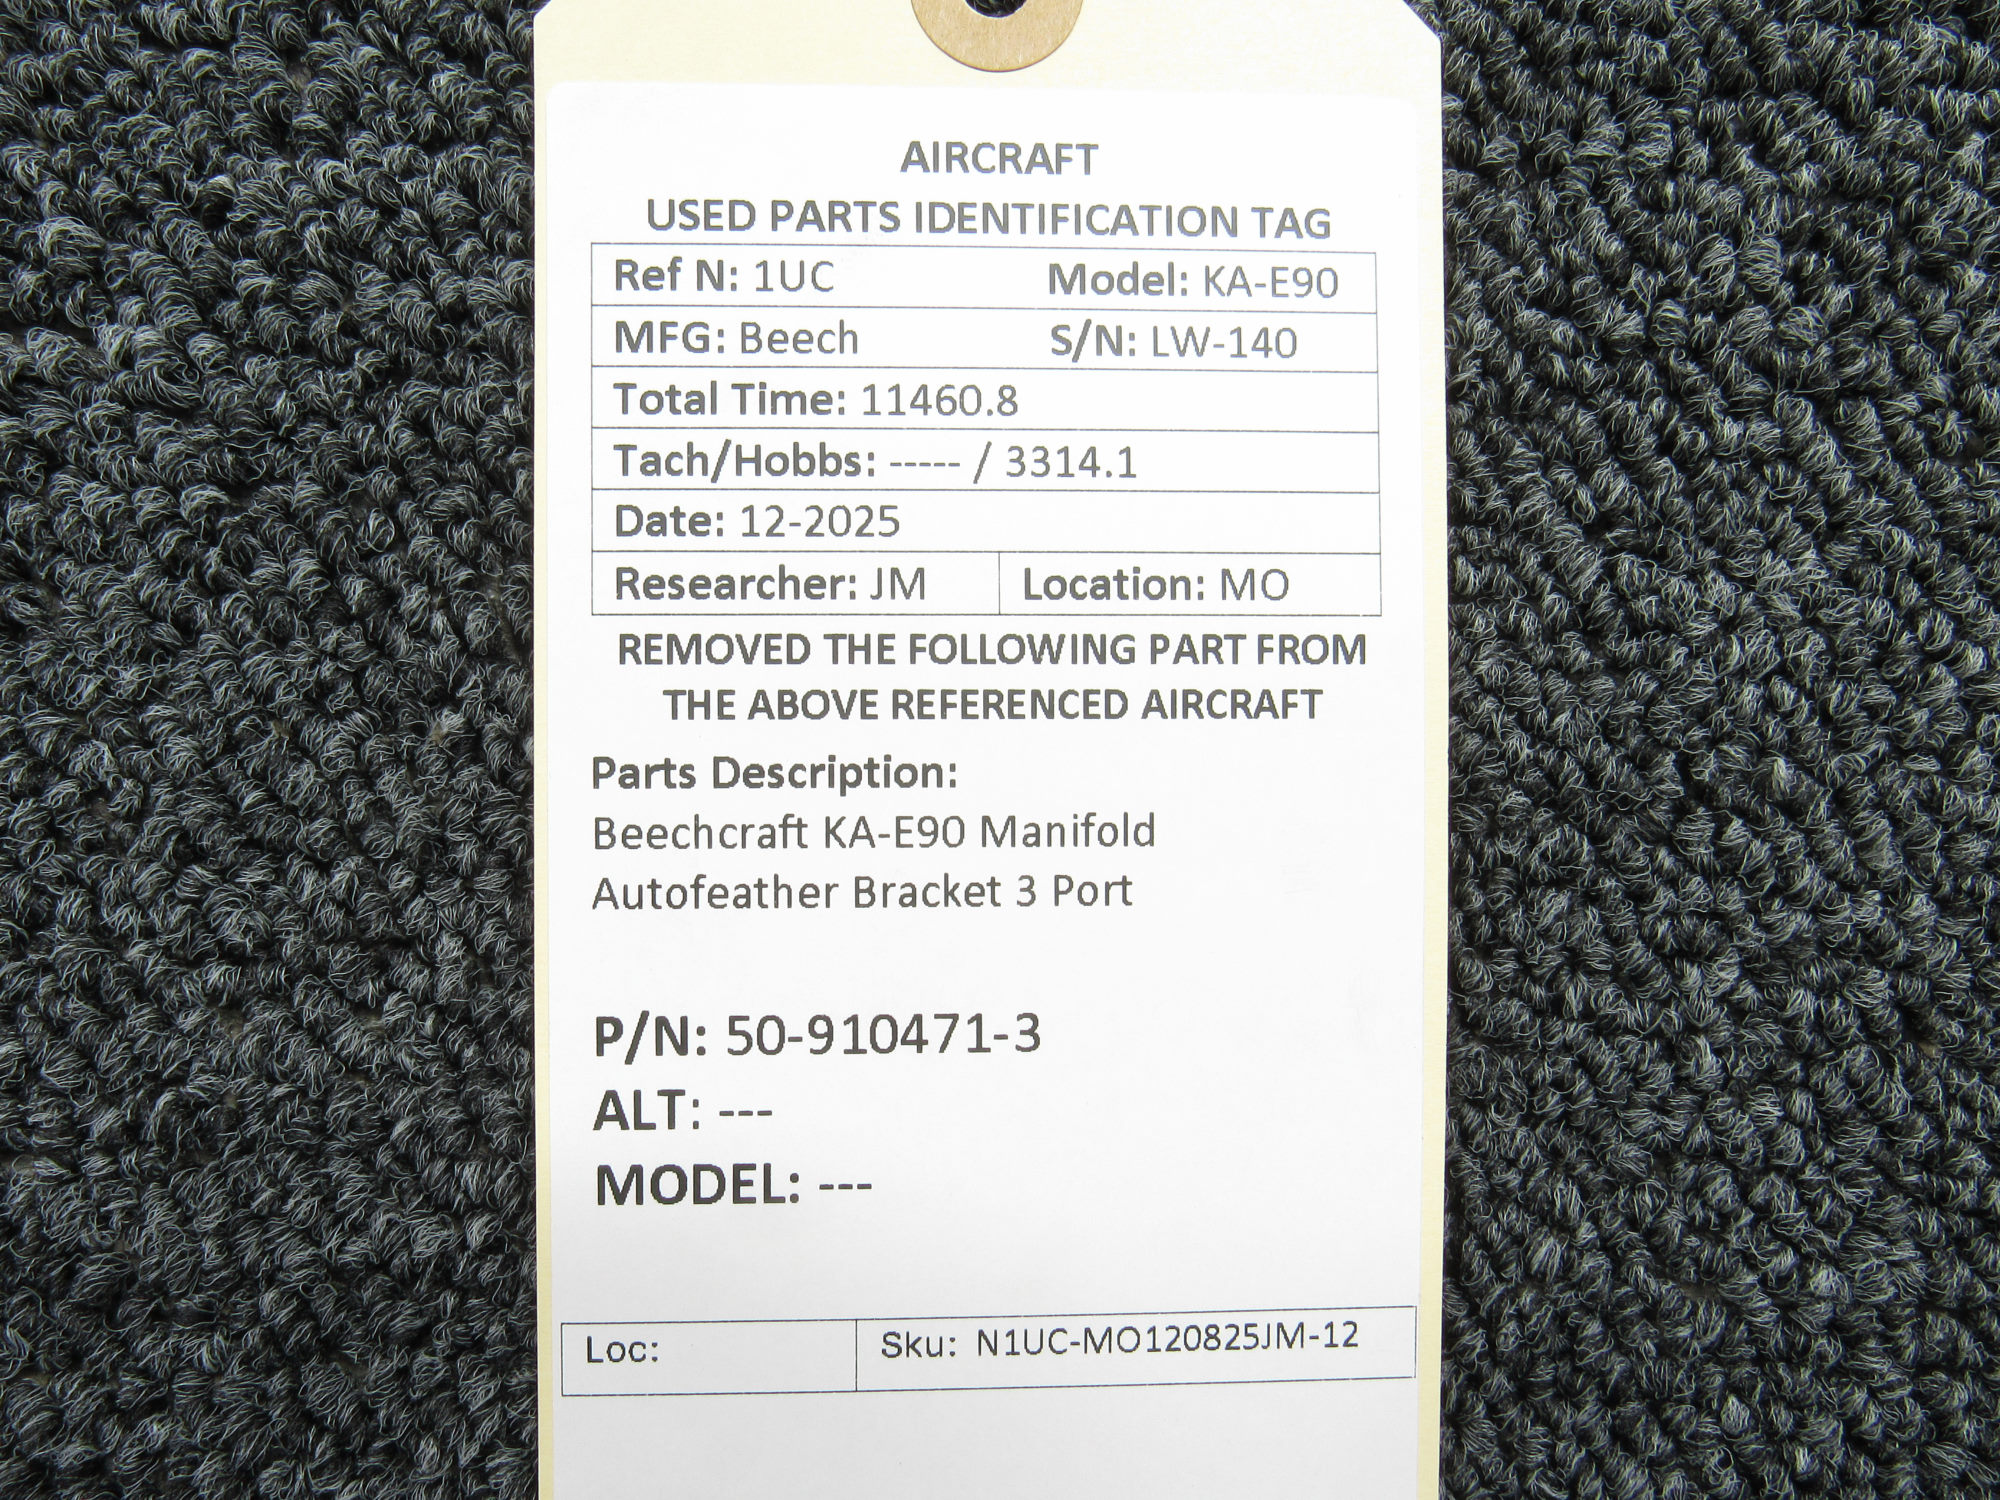 AIRCRAFT
USED PARTS IDENTIFICATION TAG
Ref N: 1UC Model: KA-E90
MFG: Beech S/N: LW-140
Total Time: 11460.8
Tach/Hobbs: ----- / 3314.1
Date: 12-2025
Researcher: JM Location: MO
REMOVED THE FOLLOWING PART FROM
THE ABOVE REFERENCED AIRCRAFT
Parts Description:
Beechcraft KA-E90 Manifold
Autofeather Bracket 3 Port
P/N: 50-910471-3
ALT: ---
MODEL: ---
Loc: Sku: N1UC-MO120825JM-12